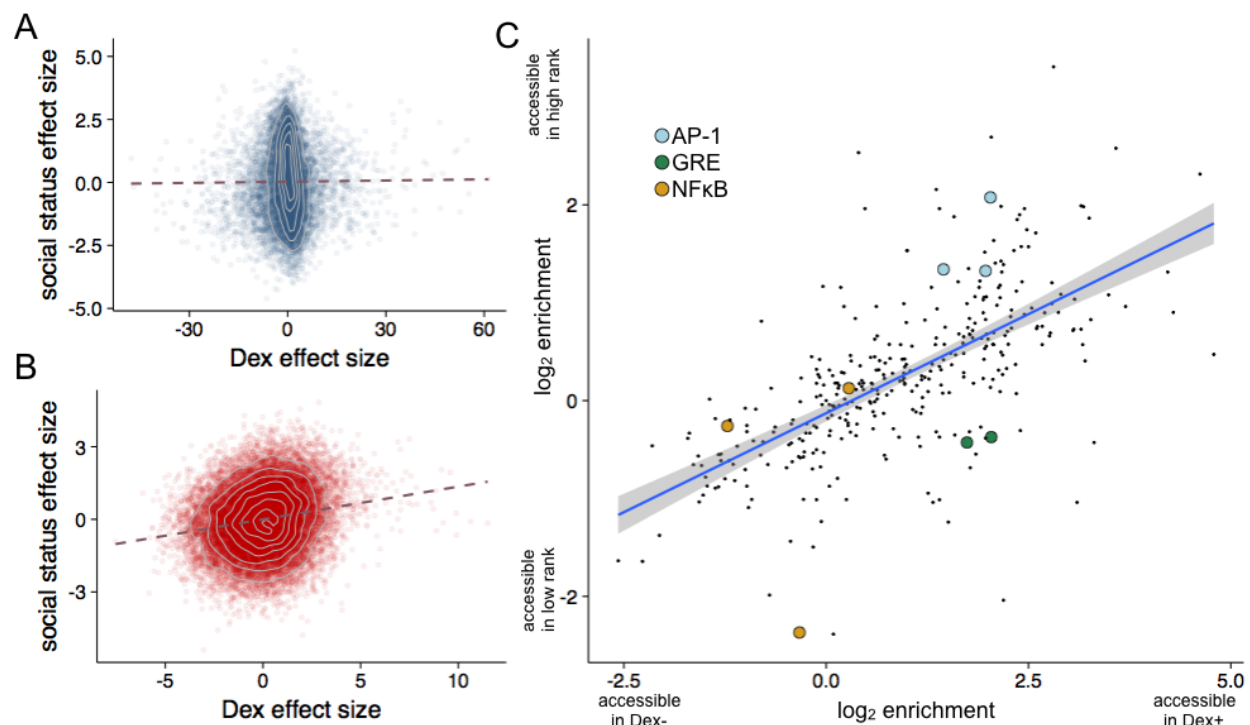 A
social status effect size
5.0
2.5
0.0
-2.5
-5.0
-30
0
30
60
Dex effect size
B
social status effect size
3
0
-3
-5
0
5
10
Dex effect size
C
accessible
in high rank
log₂ enrichment
accessible
in low rank
2
0
-2
AP-1
GRE
NFκB
-2.5
0.0
2.5
5.0
accessible
in Dex-
log₂ enrichment
accessible
in Dex+